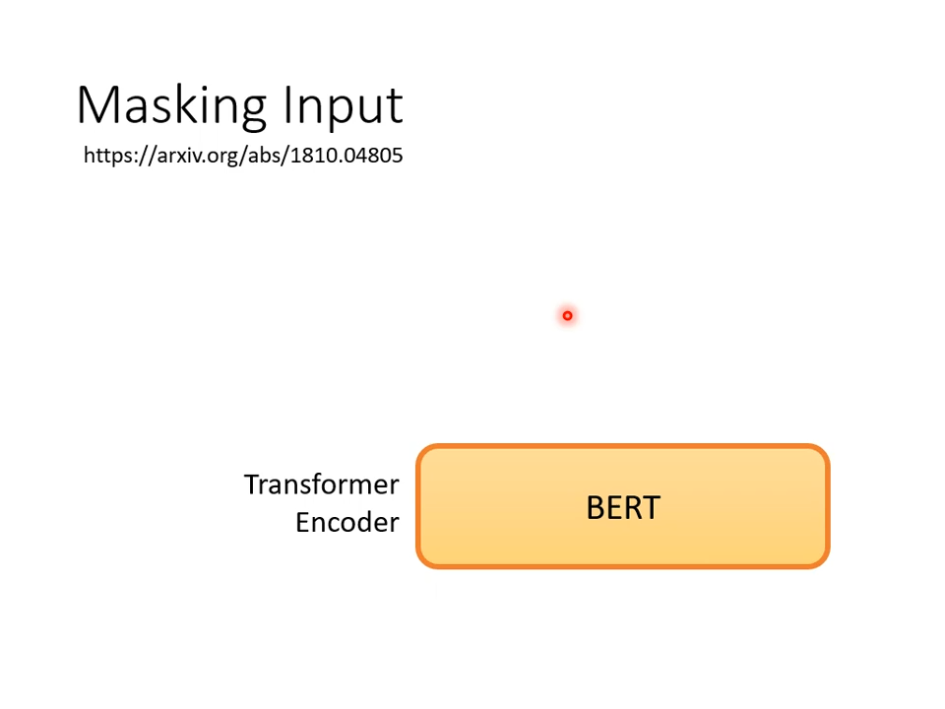 Masking Input
https://arxiv.org/abs/1810.04805
Transformer
Encoder
BERT